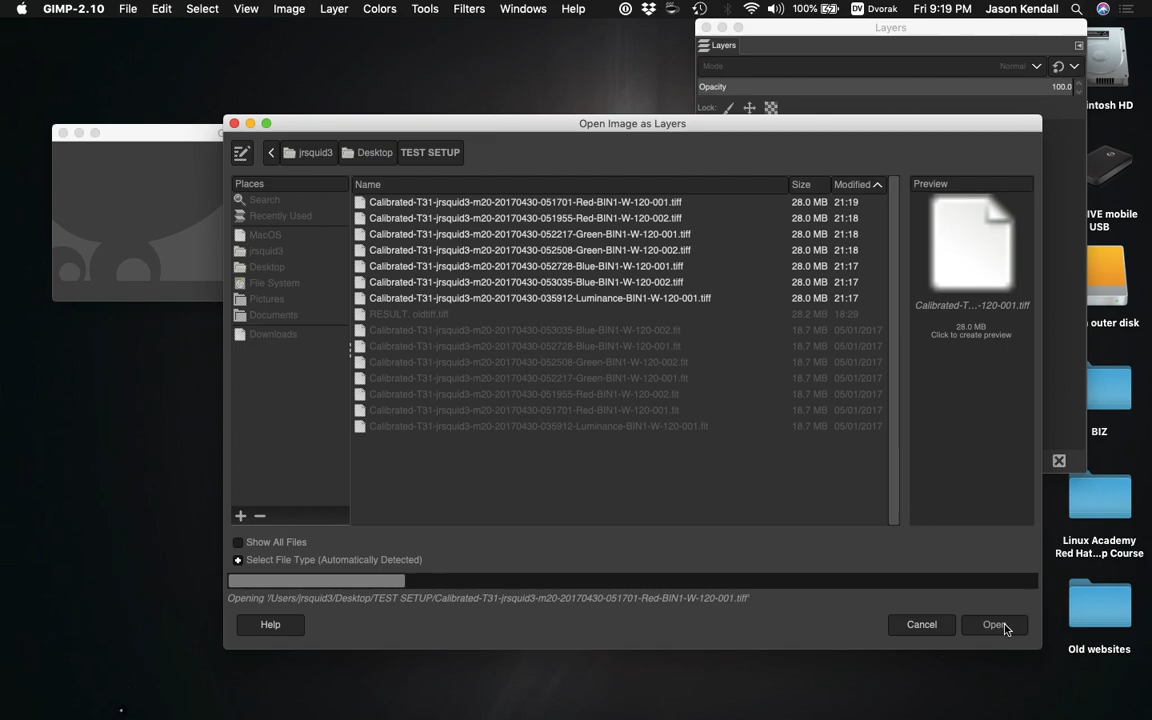 GIMP-2.10 File Edit Select View Image Layer Colors Tools Filters Windows Help 100% DV Dvorak Fri 9:19 PM Jason Kendall
Layers
Layers
Mode Normal
Opacity 100.0
Lock:
intosh HD
IVE mobile
USB
outer disk
BIZ
Linux Academy
Red Hat...p Course
Old websites
Open Image as Layers
jrsquid3 Desktop TEST SETUP
Places
Search
Recently Used
MacOS
jrsquid3
Desktop
File System
Pictures
Documents
Downloads
Name Size Modified
Calibrated-T31-jrsquid3-m20-20170430-051701-Red-BIN1-W-120-001.tiff 28.0 MB 21:19
Calibrated-T31-jrsquid3-m20-20170430-051955-Red-BIN1-W-120-002.tiff 28.0 MB 21:18
Calibrated-T31-jrsquid3-m20-20170430-052217-Green-BIN1-W-120-001.tiff 28.0 MB 21:18
Calibrated-T31-jrsquid3-m20-20170430-052508-Green-BIN1-W-120-002.tiff 28.0 MB 21:18
Calibrated-T31-jrsquid3-m20-20170430-052728-Blue-BIN1-W-120-001.tiff 28.0 MB 21:17
Calibrated-T31-jrsquid3-m20-20170430-053035-Blue-BIN1-W-120-002.tiff 28.0 MB 21:17
Calibrated-T31-jrsquid3-m20-20170430-035912-Luminance-BIN1-W-120-001.tiff 28.0 MB 21:17
RESULT. oldtiff.tiff 28.2 MB 18:29
Calibrated-T31-jrsquid3-m20-20170430-053035-Blue-BIN1-W-120-002.fit 18.7 MB 05/01/2017
Calibrated-T31-jrsquid3-m20-20170430-052728-Blue-BIN1-W-120-001.fit 18.7 MB 05/01/2017
Calibrated-T31-jrsquid3-m20-20170430-052508-Green-BIN1-W-120-002.fit 18.7 MB 05/01/2017
Calibrated-T31-jrsquid3-m20-20170430-052217-Green-BIN1-W-120-001.fit 18.7 MB 05/01/2017
Calibrated-T31-jrsquid3-m20-20170430-051955-Red-BIN1-W-120-002.fit 18.7 MB 05/01/2017
Calibrated-T31-jrsquid3-m20-20170430-051701-Red-BIN1-W-120-001.fit 18.7 MB 05/01/2017
Calibrated-T31-jrsquid3-m20-20170430-035912-Luminance-BIN1-W-120-001.fit 18.7 MB 05/01/2017
Preview
Calibrated-T...-120-001.tiff
28.0 MB
Click to create preview
Show All Files
Select File Type (Automatically Detected)
Opening '/Users/jrsquid3/Desktop/TEST SETUP/Calibrated-T31-jrsquid3-m20-20170430-051701-Red-BIN1-W-120-001.tiff'
Help Cancel Open